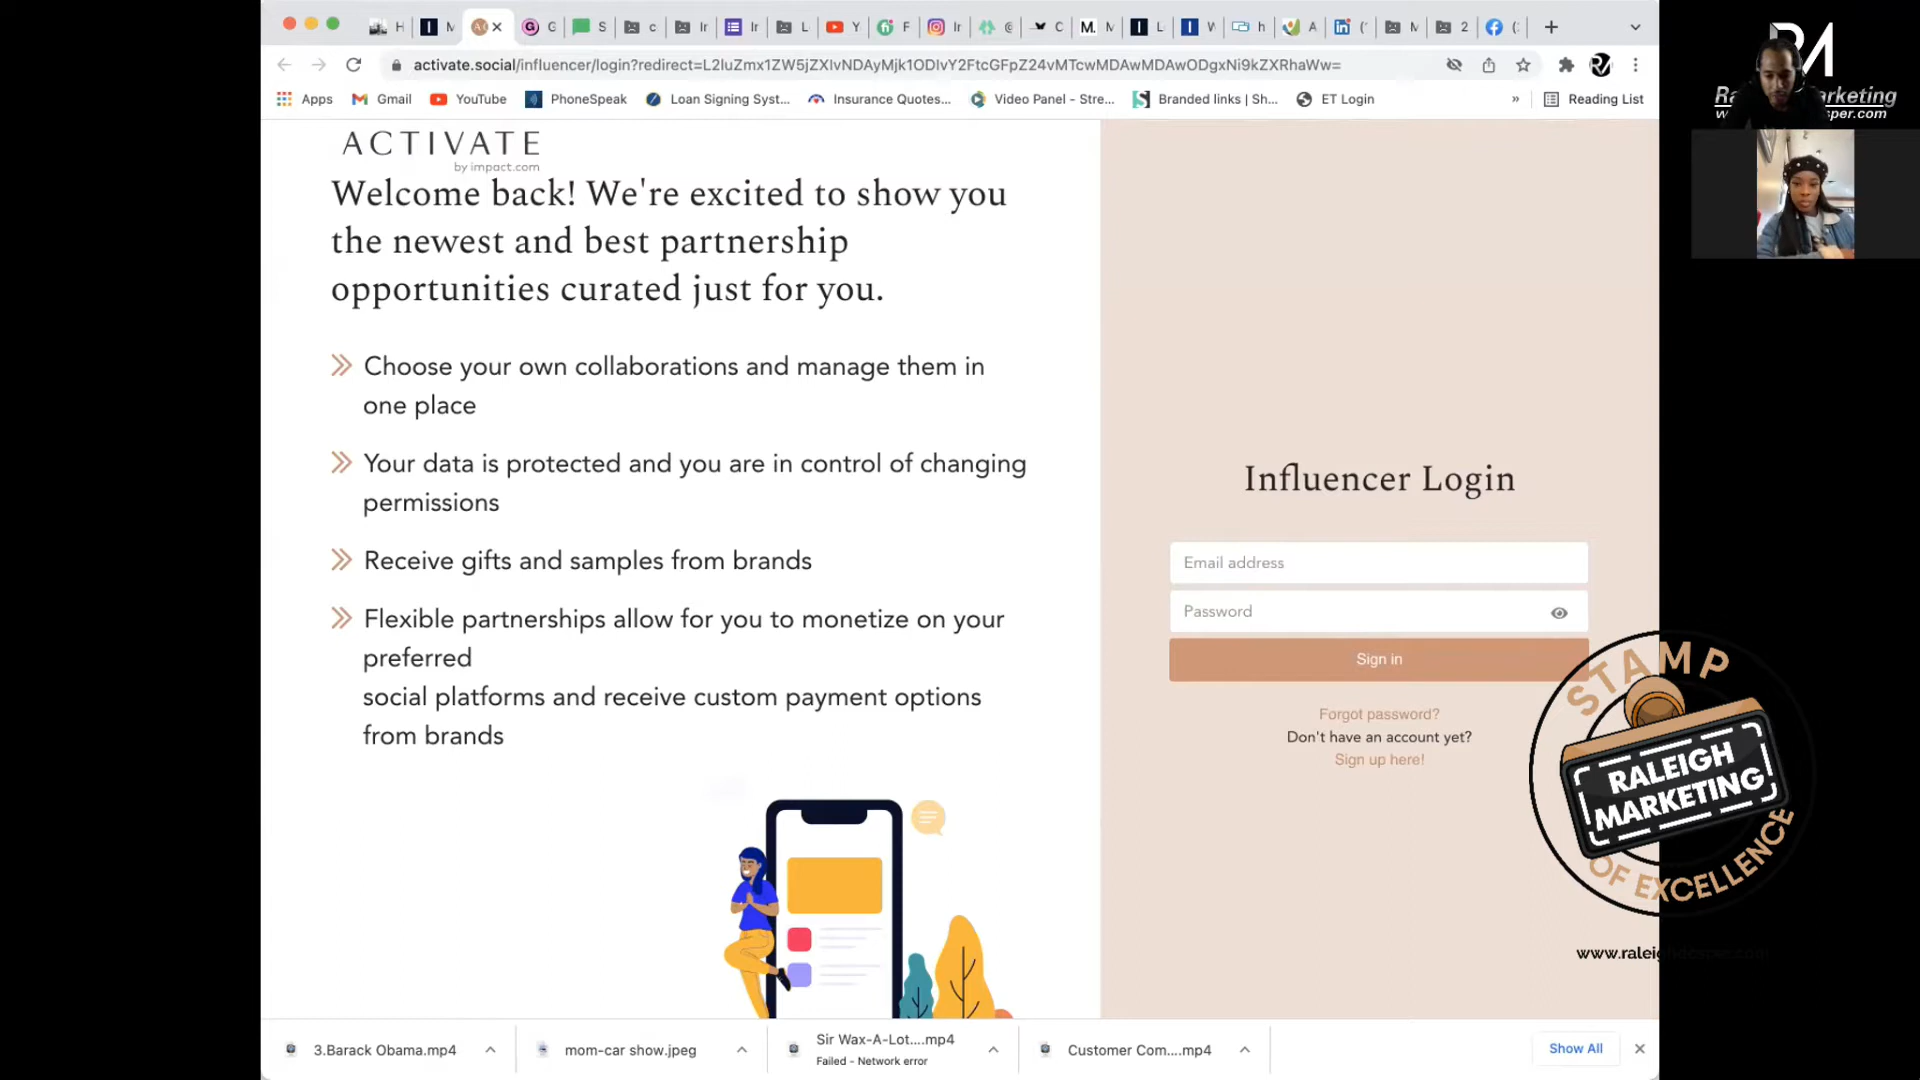 activate.social/influencer/login?redirect=L2luZmx1ZW5jZXIvNDAyMjk1ODIvY2FtcGFpZ24vMTcwMDAwMDAwODgxNi9kZXRhaWw=
Apps
Gmail
YouTube
PhoneSpeak
Loan Signing Syst...
Insurance Quotes...
Video Panel - Stre...
Branded links | Sh...
ET Login
»
Reading List
ACTIVATE
by impact.com
Welcome back! We're excited to show you
the newest and best partnership
opportunities curated just for you.
Choose your own collaborations and manage them in
one place
Your data is protected and you are in control of changing
permissions
Receive gifts and samples from brands
Flexible partnerships allow for you to monetize on your
preferred
social platforms and receive custom payment options
from brands
Influencer Login
Email address
Password
Sign in
Forgot password?
Don't have an account yet?
Sign up here!
STAMP
RALEIGH
MARKETING
OF EXCELLENCE
3.Barack Obama.mp4
mom-car show.jpeg
Sir Wax-A-Lot....mp4
Failed - Network error
Customer Com....mp4
Show All